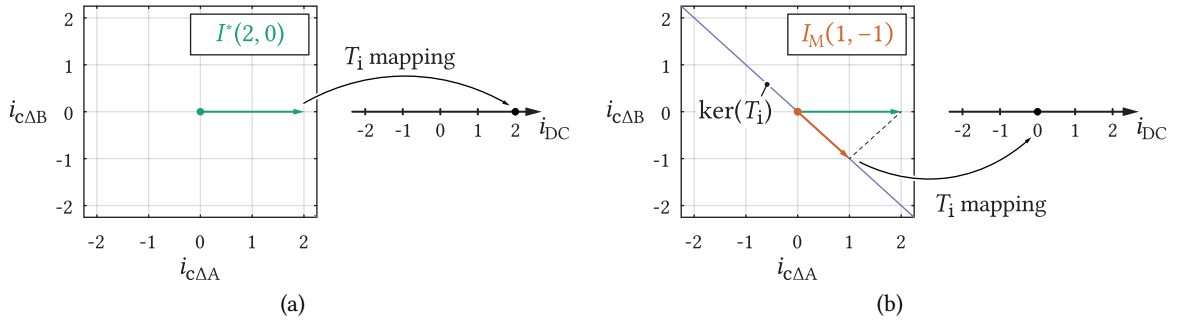 I*(2, 0)
2
1
0
-1
-2
i_cΔB
-2 -1 0 1 2
i_cΔA
T_i mapping
-2 -1 0 1 2
i_DC
(a)
I_M(1, −1)
2
1
0
-1
-2
i_cΔB
ker(T_i)
-2 -1 0 1 2
i_cΔA
-2 -1 0 1 2
i_DC
T_i mapping
(b)